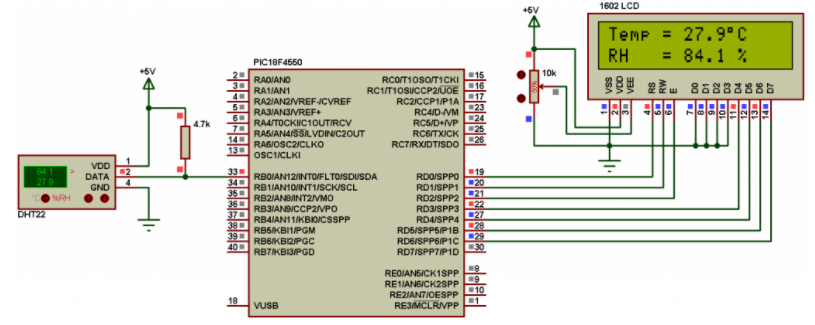 1602 LCD
+5V
Temp = 27.9°C
RH = 84.1 %
10k
50%
VSS
VDD
VEE
RS
RW
E
D0
D1
D2
D3
D4
D5
D6
D7
1
2
3
4
5
6
7
8
9
10
11
12
13
14
+5V
4.7k
84.1
27.9
>
°C
%RH
VDD
DATA
GND
1
2
4
DHT22
PIC18F4550
2 RA0/AN0
3 RA1/AN1
4 RA2/AN2/VREF-/CVREF
5 RA3/AN3/VREF+
6 RA4/T0CKI/C1OUT/RCV
7 RA5/AN4/SS/LVDIN/C2OUT
14 RA6/OSC2/CLKO
13 OSC1/CLKI
33 RB0/AN12/INT0/FLT0/SDI/SDA
34 RB1/AN10/INT1/SCK/SCL
35 RB2/AN8/INT2/VMO
36 RB3/AN9/CCP2/VPO
37 RB4/AN11/KBI0/CSSPP
38 RB5/KBI1/PGM
39 RB6/KBI2/PGC
40 RB7/KBI3/PGD
18 VUSB
RC0/T1OSO/T1CKI 15
RC1/T1OSI/CCP2/UOE 16
RC2/CCP1/P1A 17
RC4/D-/VM 23
RC5/D+/VP 24
RC6/TX/CK 25
RC7/RX/DT/SDO 26
RD0/SPP0 19
RD1/SPP1 20
RD2/SPP2 21
RD3/SPP3 22
RD4/SPP4 27
RD5/SPP5/P1B 28
RD6/SPP6/P1C 29
RD7/SPP7/P1D 30
RE0/AN5/CK1SPP 8
RE1/AN6/CK2SPP 9
RE2/AN7/OESPP 10
RE3/MCLR/VPP 1